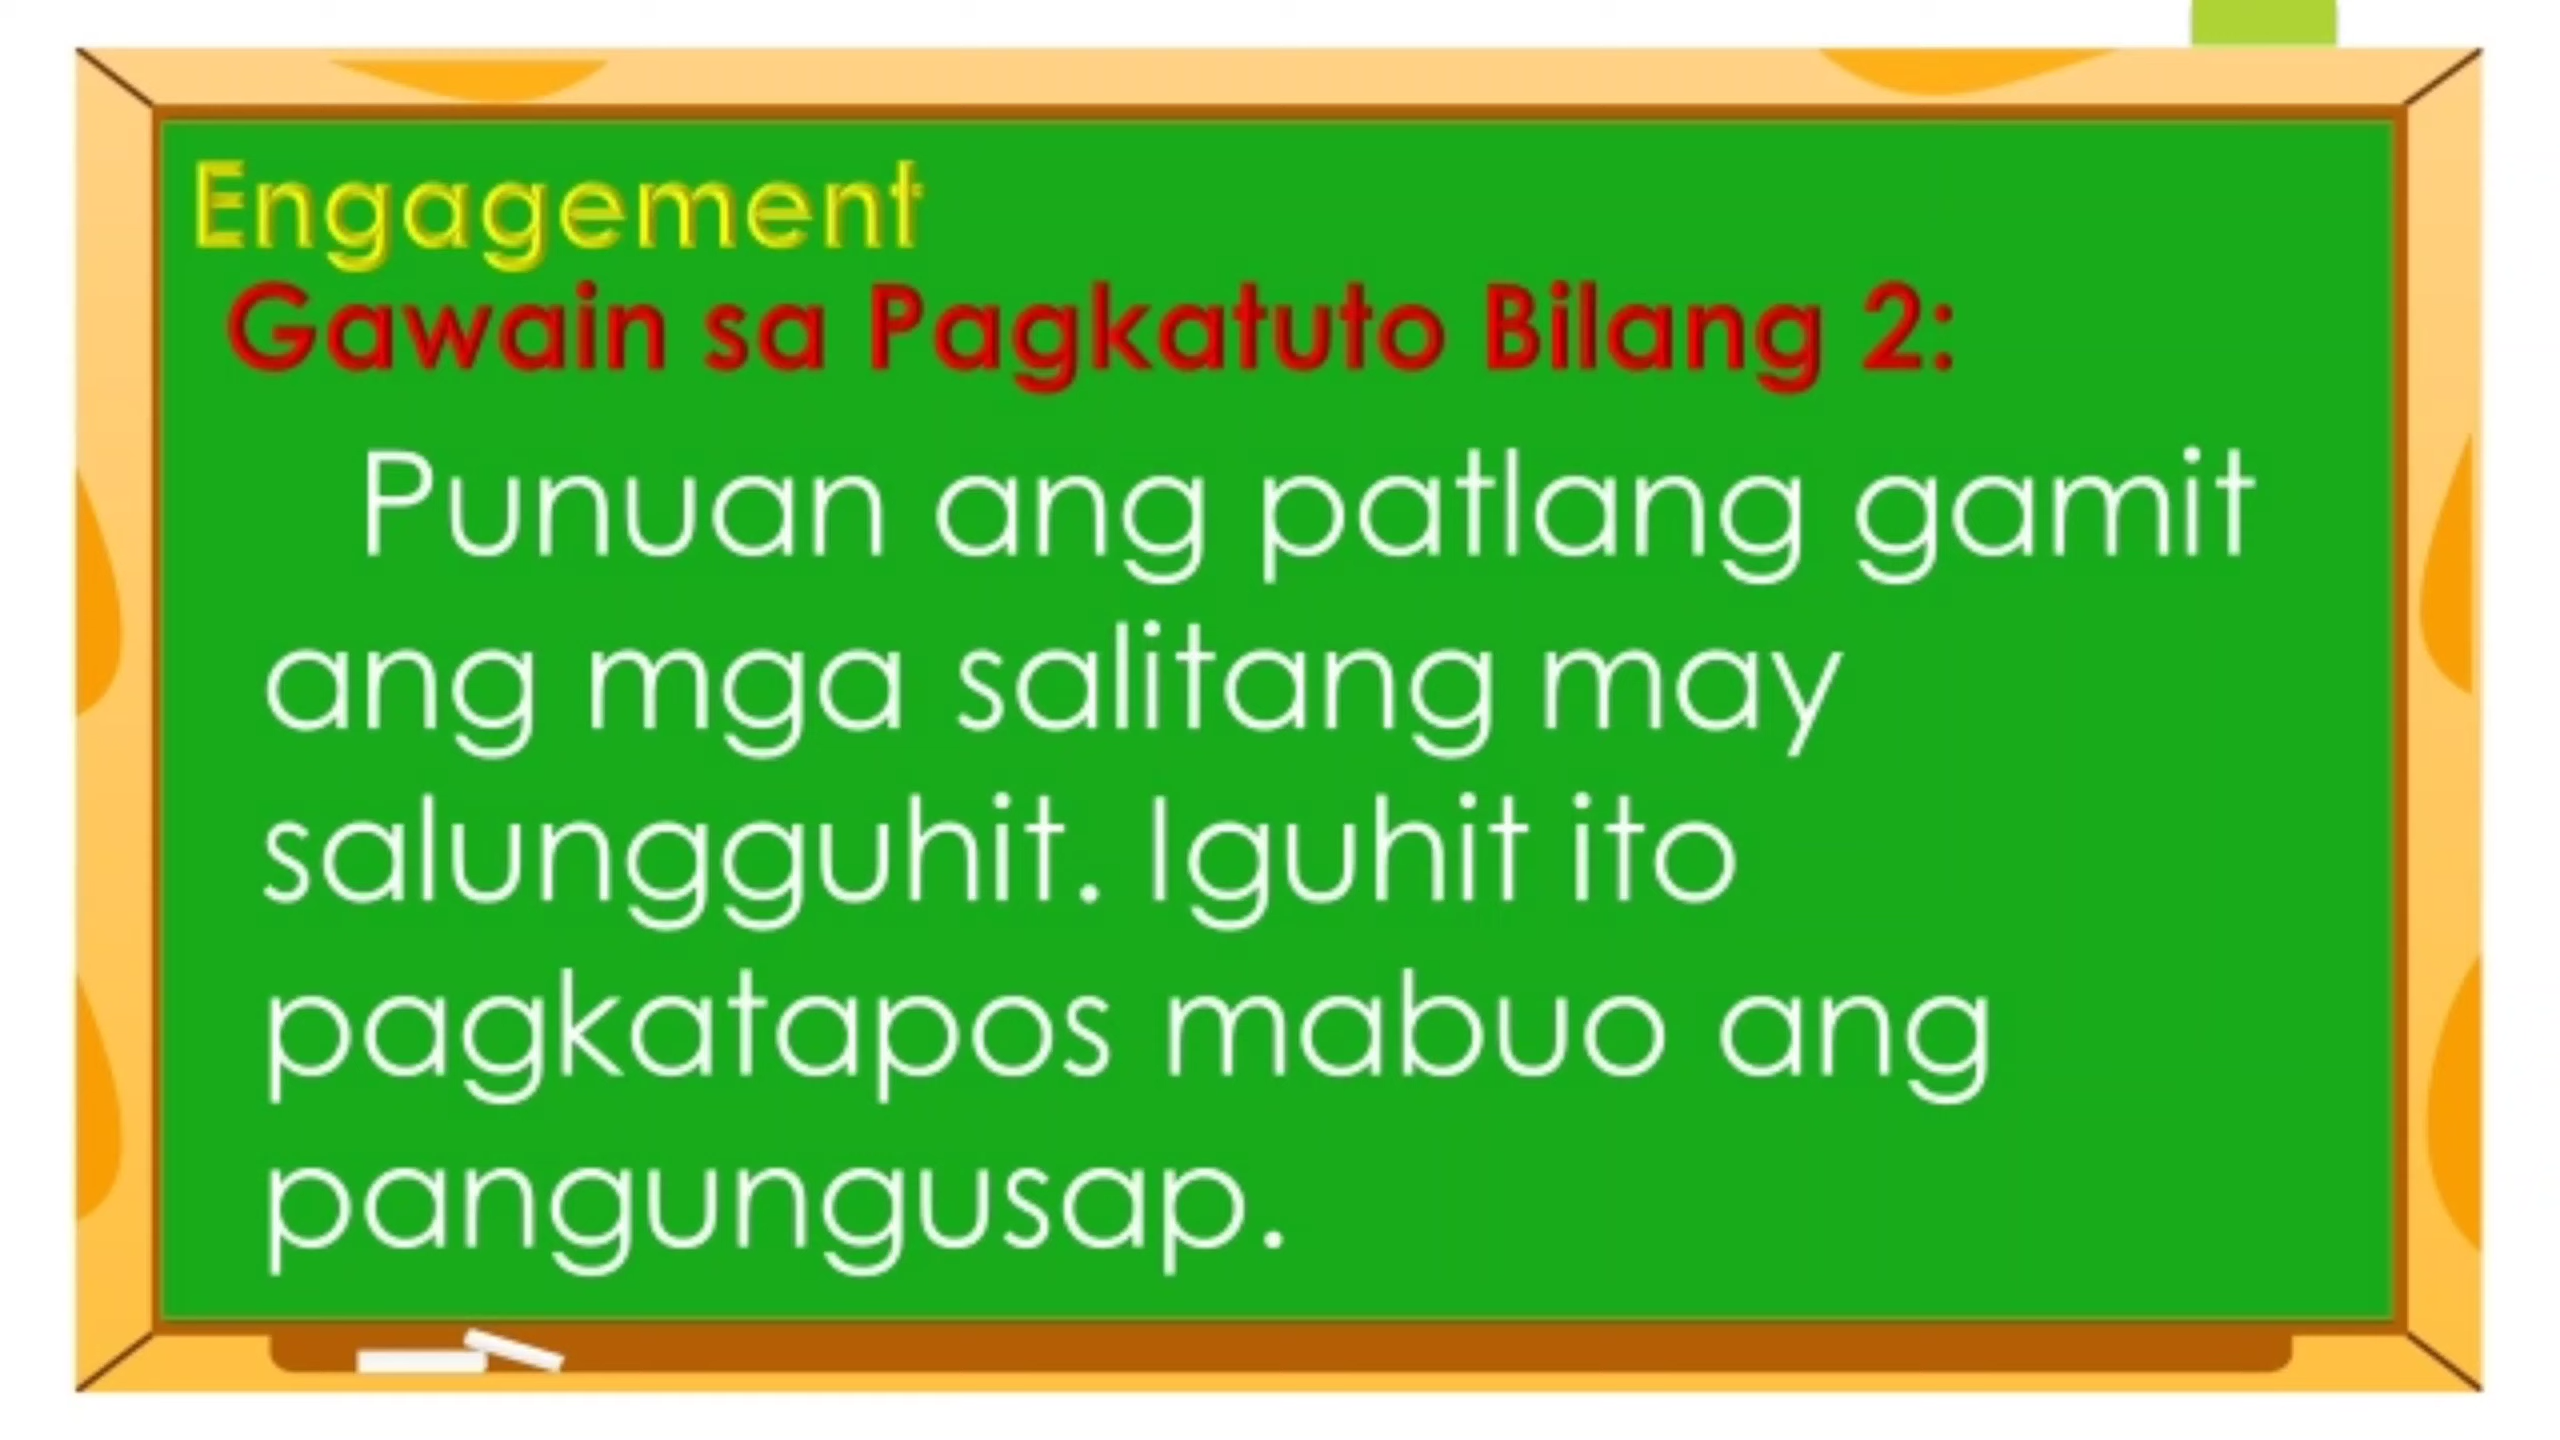 Engagement
Gawain sa Pagkatuto Bilang 2:
Punuan ang patlang gamit
ang mga salitang may
salungguhit. Iguhit ito
pagkatapos mabuo ang
pangungusap.